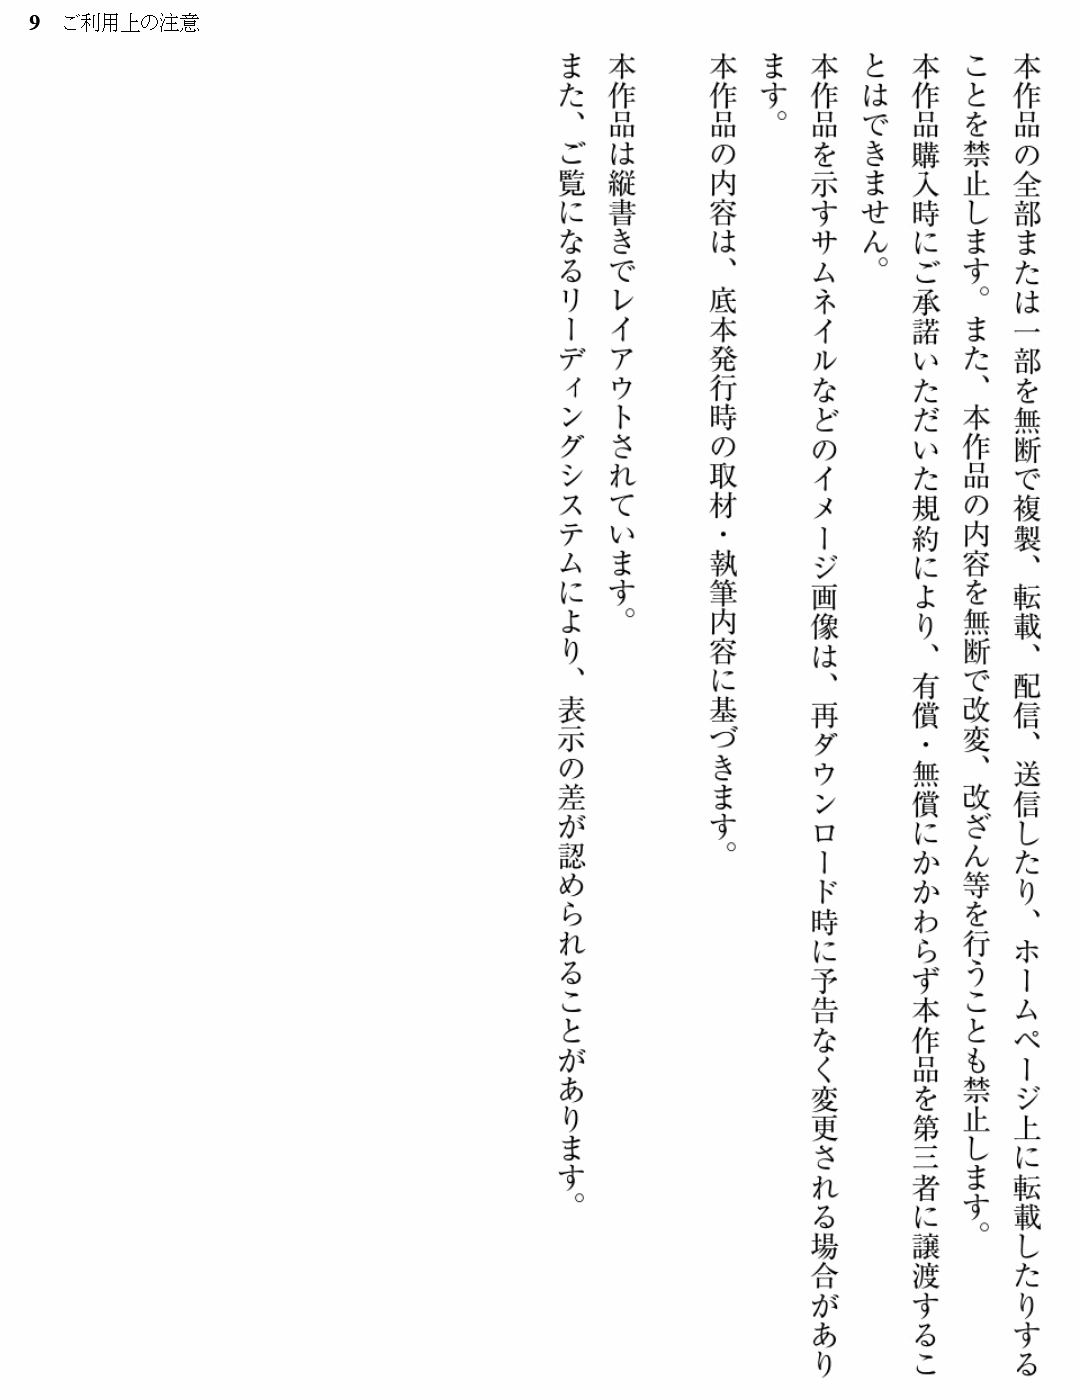 9 ご利用上の注意
本作品の全部または一部を無断で複製、転載、配信、送信したり、ホームページ上に転載したりする
ことを禁止します。また、本作品の内容を無断で改変、改ざん等を行うことも禁止します。
本作品購入時にご承諾いただいた規約により、有償・無償にかかわらず本作品を第三者に譲渡するこ
とはできません。
本作品を示すサムネイルなどのイメージ画像は、再ダウンロード時に予告なく変更される場合があり
ます。
本作品の内容は、底本発行時の取材・執筆内容に基づきます。
本作品は縦書きでレイアウトされています。
また、ご覧になるリーディングシステムにより、表示の差が認められることがあります。